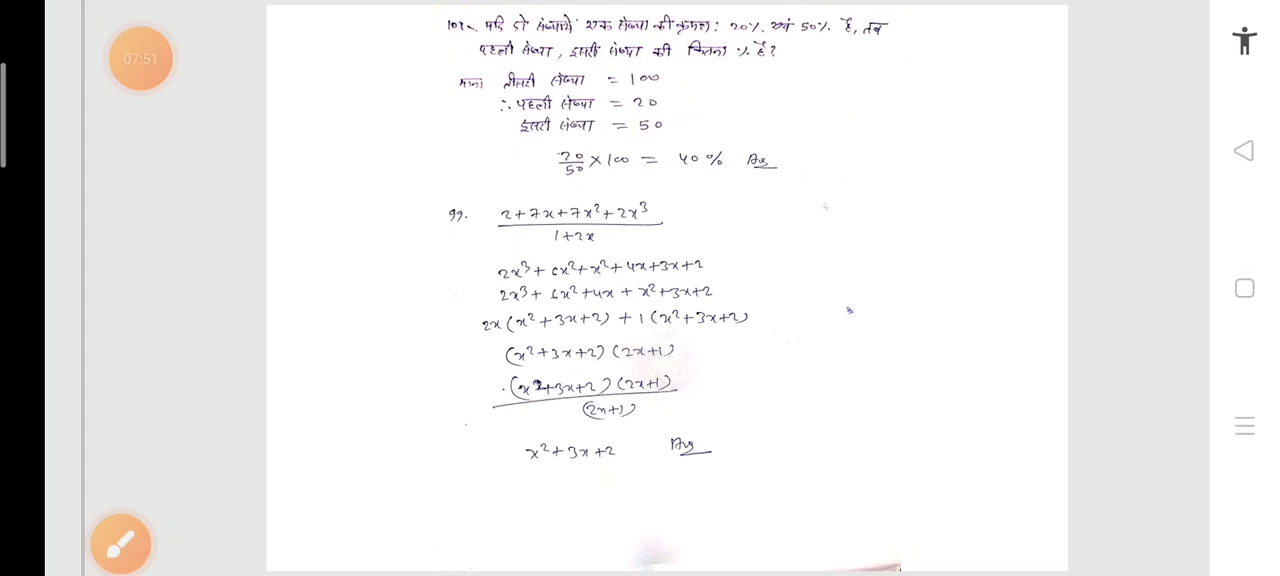 07:51
102. यदि दो संख्यायें एक संख्या की क्रमशः 20% एवं 50% है, तब
पहली संख्या, दूसरी संख्या की कितना % है?
माना तीसरी संख्या = 100
∴ पहली संख्या = 20
दूसरी संख्या = 50
20/50 × 100 = 40% Ans
99. (2+7x+7x²+2x³)/(1+2x)
2x³+6x²+x²+4x+3x+2
2x³+6x²+4x+x²+3x+2
2x(x²+3x+2)+1(x²+3x+2)
(x²+3x+2)(2x+1)
(x²+3x+2)(2x+1)/(2x+1)
x²+3x+2 Ans